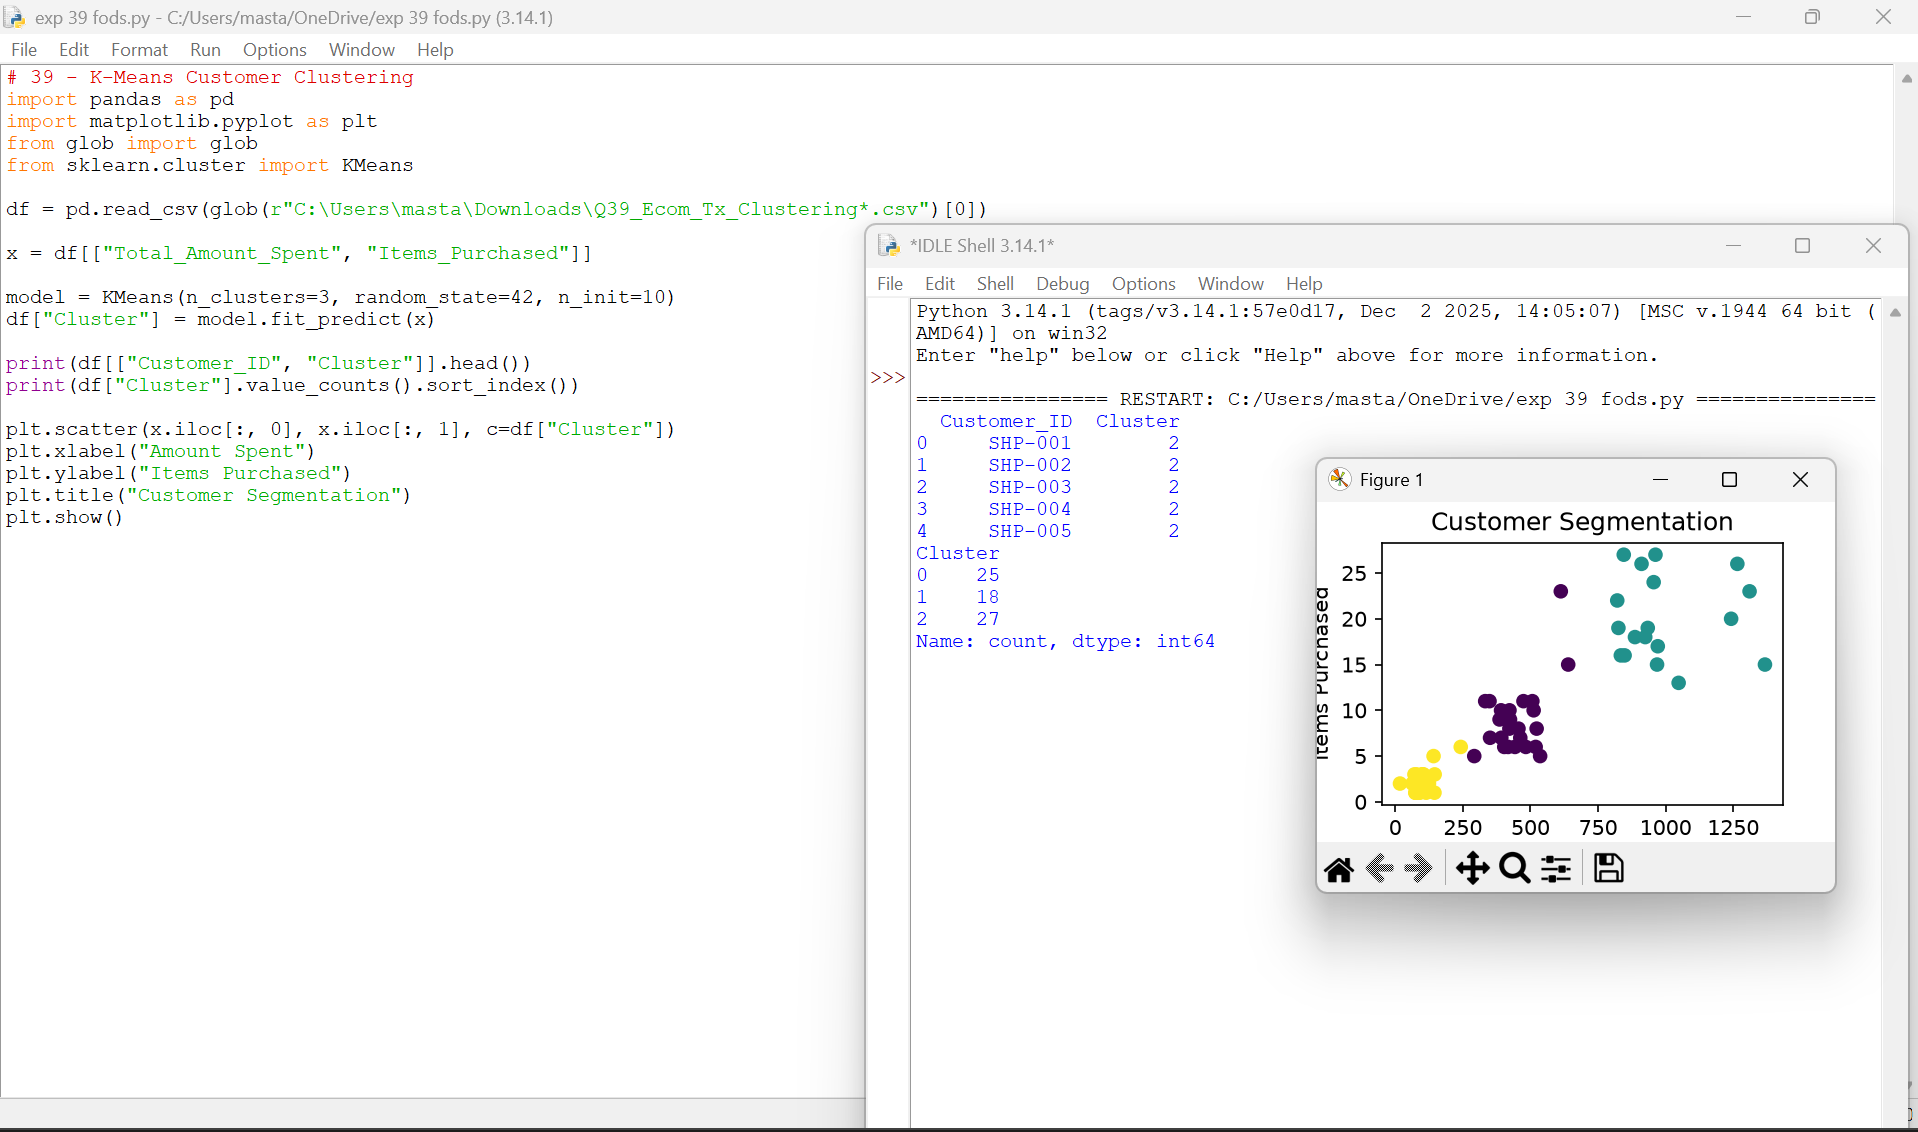 exp 39 fods.py - C:/Users/masta/OneDrive/exp 39 fods.py (3.14.1)
File Edit Format Run Options Window Help
# 39 - K-Means Customer Clustering
import pandas as pd
import matplotlib.pyplot as plt
from glob import glob
from sklearn.cluster import KMeans
df = pd.read_csv(glob(r"C:\Users\masta\Downloads\Q39_Ecom_Tx_Clustering*.csv")[0])
x = df[["Total_Amount_Spent", "Items_Purchased"]]
model = KMeans(n_clusters=3, random_state=42, n_init=10)
df["Cluster"] = model.fit_predict(x)
print(df[["Customer_ID", "Cluster"]].head())
print(df["Cluster"].value_counts().sort_index())
plt.scatter(x.iloc[:, 0], x.iloc[:, 1], c=df["Cluster"])
plt.xlabel("Amount Spent")
plt.ylabel("Items Purchased")
plt.title("Customer Segmentation")
plt.show()
*IDLE Shell 3.14.1*
File Edit Shell Debug Options Window Help
Python 3.14.1 (tags/v3.14.1:57e0d17, Dec  2 2025, 14:05:07) [MSC v.1944 64 bit (
AMD64)] on win32
Enter "help" below or click "Help" above for more information.
>>>
================ RESTART: C:/Users/masta/OneDrive/exp 39 fods.py ===============
Customer_ID  Cluster
0     SHP-001        2
1     SHP-002        2
2     SHP-003        2
3     SHP-004        2
4     SHP-005        2
Cluster
0    25
1    18
2    27
Name: count, dtype: int64
Figure 1
Customer Segmentation
Items Purchased
25
20
15
10
5
0
0 250 500 750 1000 1250